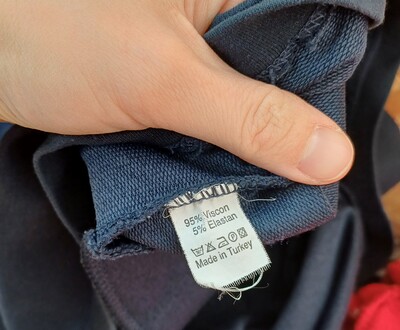 95% Viscon
5% Elastan
Made in Turkey